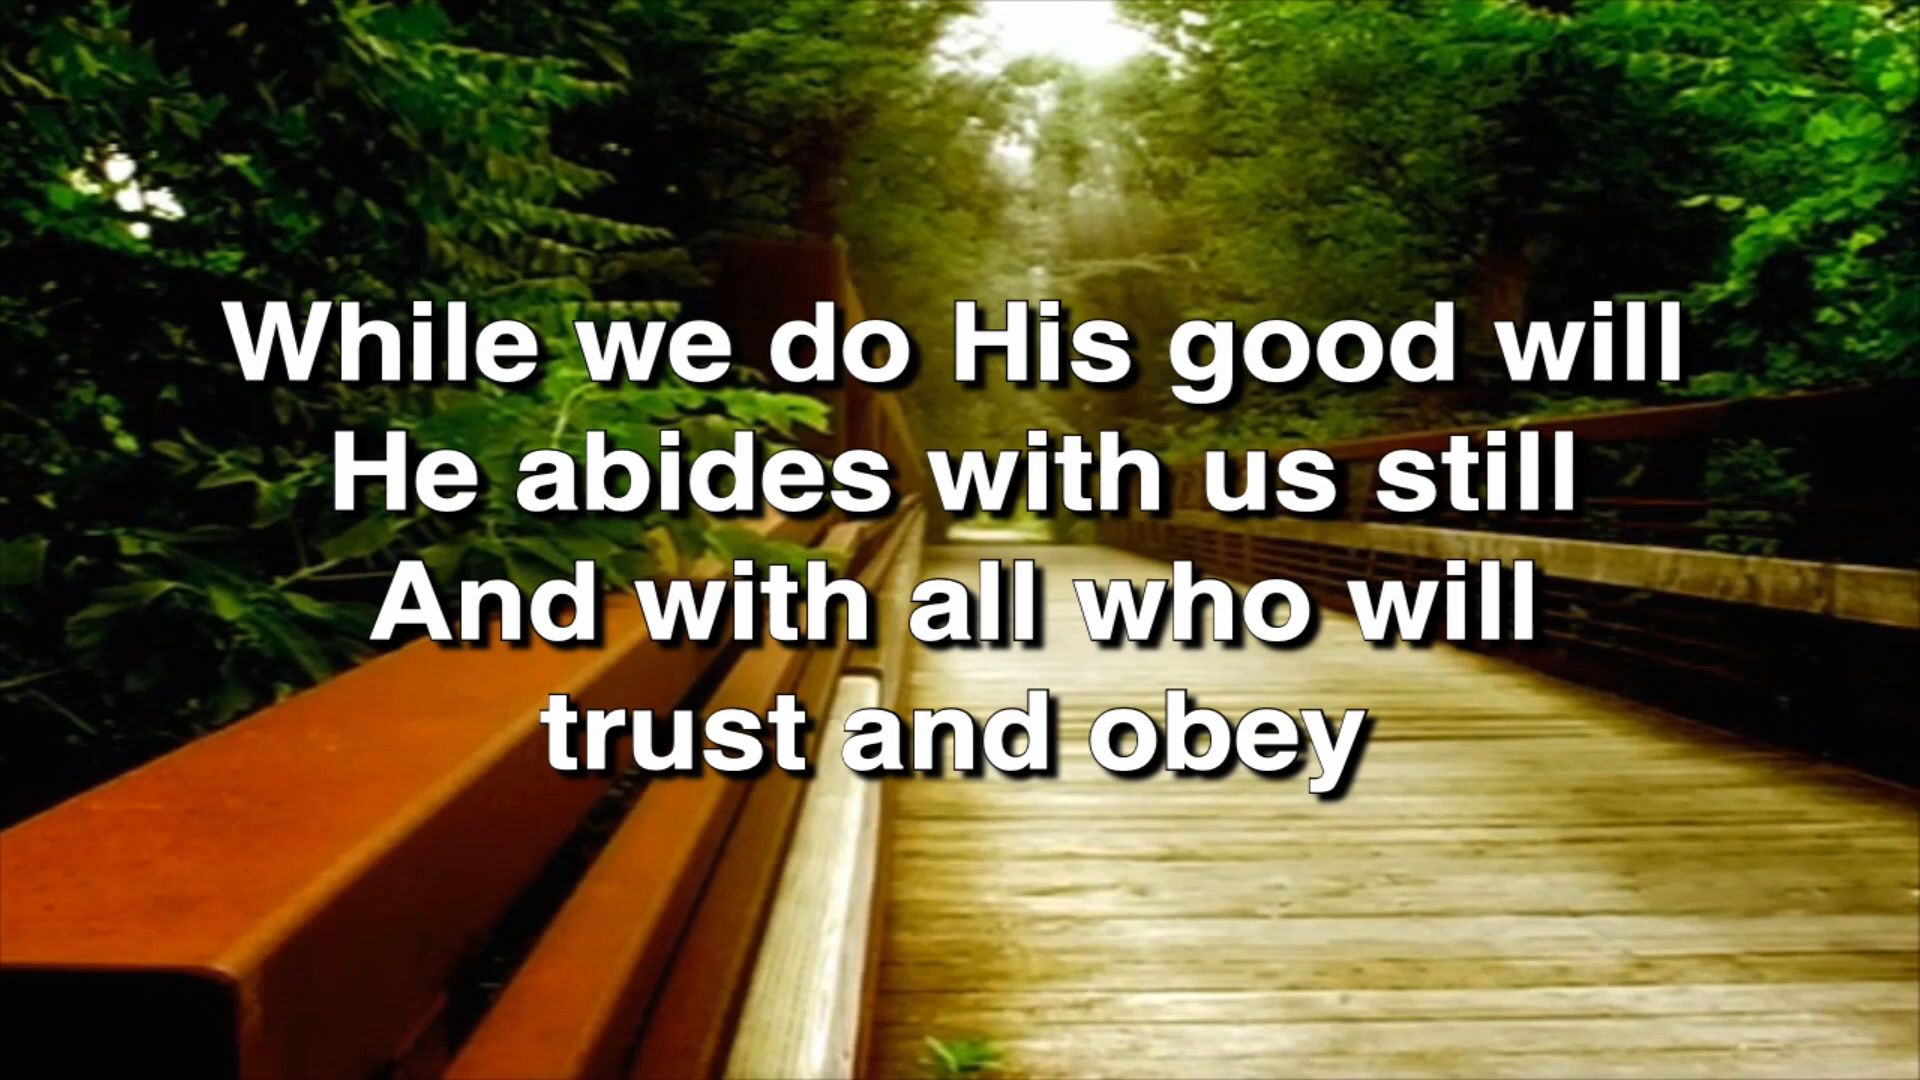 While we do His good will
He abides with us still
And with all who will
trust and obey